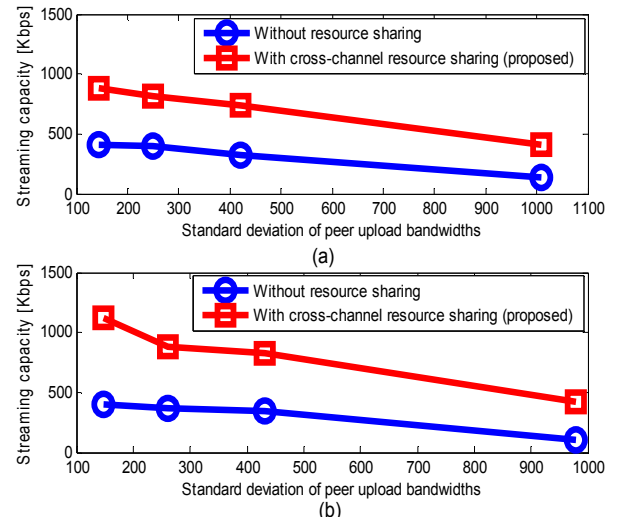 1500
Without resource sharing
With cross-channel resource sharing (proposed)
1000
500
0
Streaming capacity [Kbps]
100 200 300 400 500 600 700 800 900 1000 1100
Standard deviation of peer upload bandwidths
(a)
1500
Without resource sharing
With cross-channel resource sharing (proposed)
1000
500
0
Streaming capacity [Kbps]
100 200 300 400 500 600 700 800 900 1000
Standard deviation of peer upload bandwidths
(b)